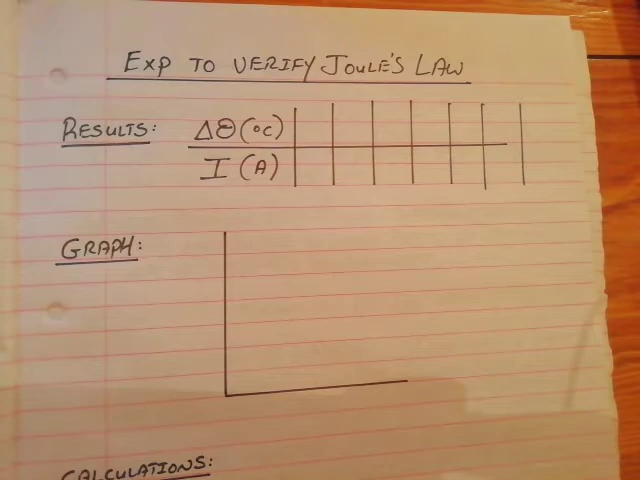 EXP TO VERIFY JOULE'S LAW
RESULTS: Δθ (°C)
I (A)
GRAPH:
CALCULATIONS: